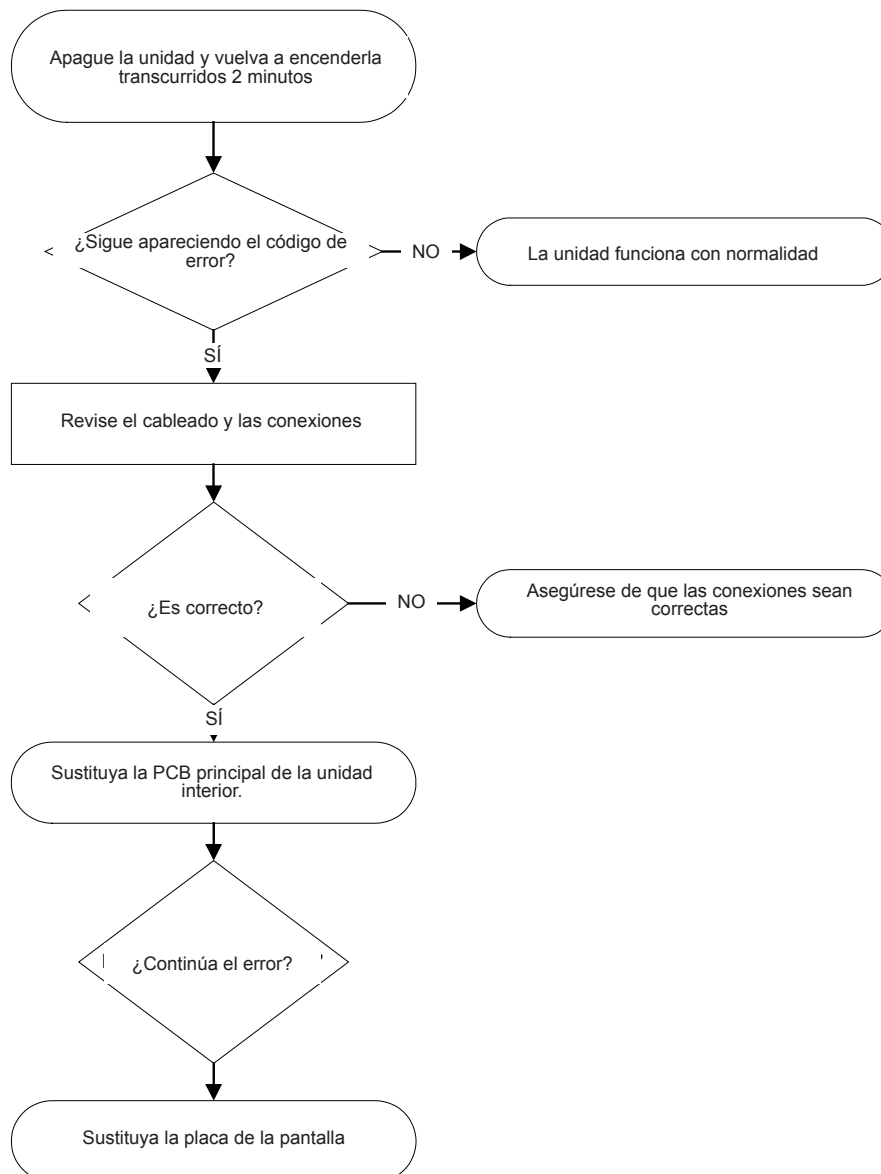 Apague la unidad y vuelva a encenderla
transcurridos 2 minutos
¿Sigue apareciendo el código de
error?
NO
La unidad funciona con normalidad
SÍ
Revise el cableado y las conexiones
¿Es correcto?
NO
Asegúrese de que las conexiones sean
correctas
SÍ
Sustituya la PCB principal de la unidad
interior.
¿Continúa el error?
Sustituya la placa de la pantalla